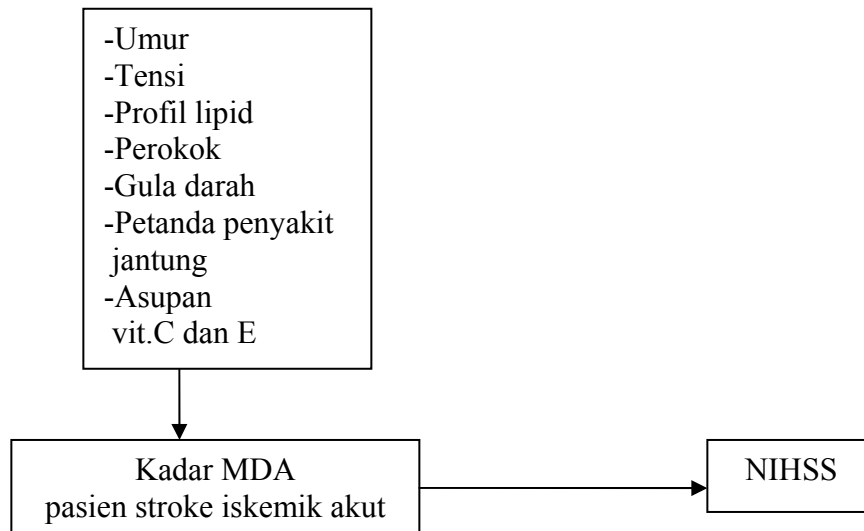 -Umur
-Tensi
-Profil lipid
-Perokok
-Gula darah
-Petanda penyakit
jantung
-Asupan
vit.C dan E
Kadar MDA
pasien stroke iskemik akut
NIHSS